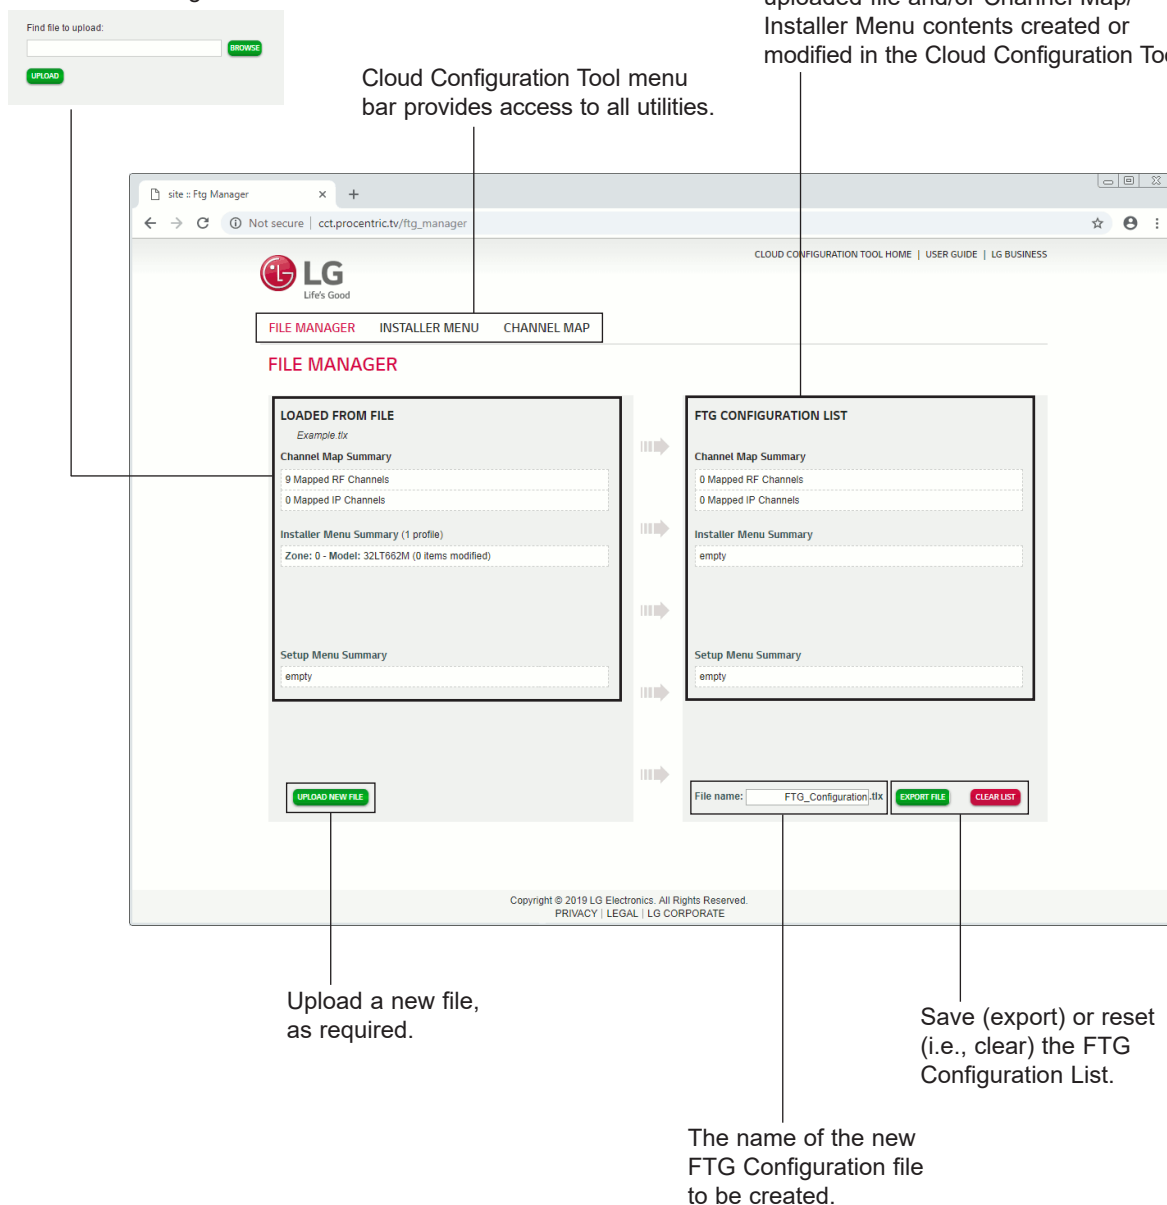 Find file to upload:
BROWSE
UPLOAD
Installer Menu contents created or
modified in the Cloud Configuration
Cloud Configuration Tool menu
bar provides access to all utilities.
site :: Ftg Manager
Not secure | cct.procentric.tv/ftg_manager
LG
Life's Good
CLOUD CONFIGURATION TOOL HOME | USER GUIDE | LG BUSINESS
FILE MANAGER INSTALLER MENU CHANNEL MAP
FILE MANAGER
LOADED FROM FILE
Example.tlx
Channel Map Summary
9 Mapped RF Channels
0 Mapped IP Channels
Installer Menu Summary (1 profile)
Zone: 0 - Model: 32LT662M (0 items modified)
Setup Menu Summary
empty
UPLOAD NEW FILE
FTG CONFIGURATION LIST
Channel Map Summary
0 Mapped RF Channels
0 Mapped IP Channels
Installer Menu Summary
empty
Setup Menu Summary
empty
File name: FTG_Configuration .tlx EXPORT FILE CLEAR LIST
Copyright © 2019 LG Electronics. All Rights Reserved.
PRIVACY | LEGAL | LG CORPORATE
Upload a new file,
as required.
Save (export) or reset
(i.e., clear) the FTG
Configuration List.
The name of the new
FTG Configuration file
to be created.